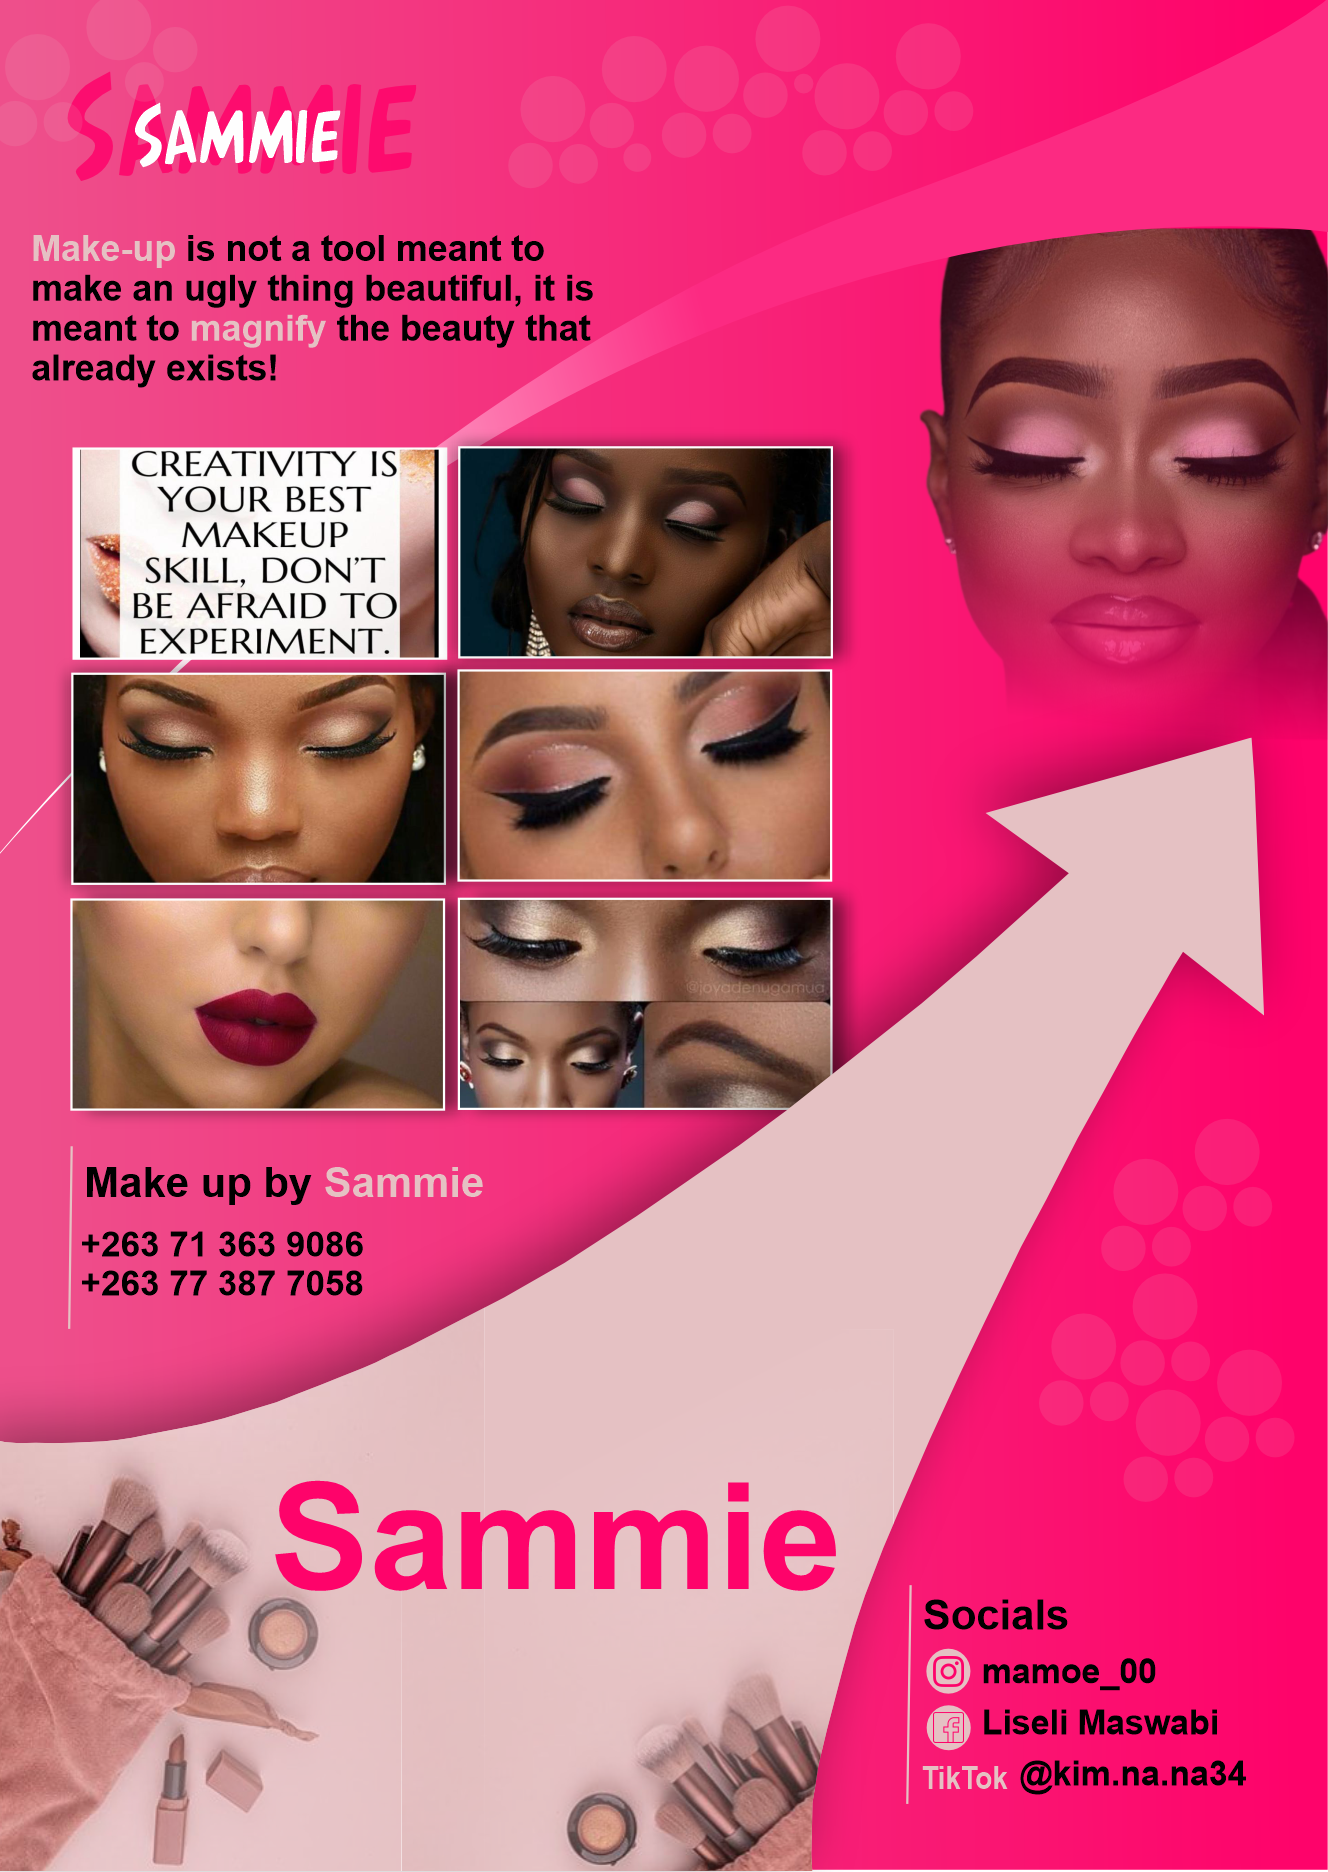 SAMMIE
SAMMIE
Make-up is not a tool meant to
make an ugly thing beautiful, it is
meant to magnify the beauty that
already exists!
CREATIVITY IS
YOUR BEST
MAKEUP
SKILL, DON'T
BE AFRAID TO
EXPERIMENT.
@joyadenugamua
Make up by Sammie
+263 71 363 9086
+263 77 387 7058
Sammie
Socials
mamoe_00
Liseli Maswabi
TikTok @kim.na.na34